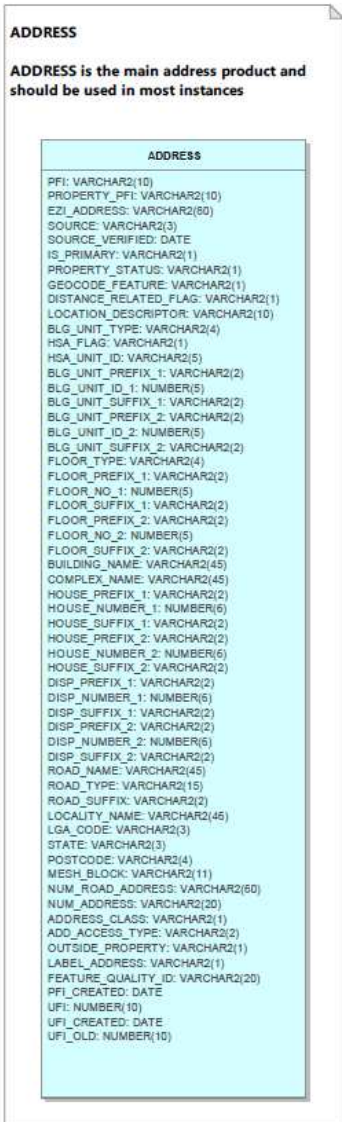 ADDRESS
ADDRESS is the main address product and
should be used in most instances
ADDRESS
PFI: VARCHAR2(10)
PROPERTY_PFI: VARCHAR2(10)
EZI_ADDRESS: VARCHAR2(80)
SOURCE: VARCHAR2(3)
SOURCE_VERIFIED: DATE
IS_PRIMARY: VARCHAR2(1)
PROPERTY_STATUS: VARCHAR2(1)
GEOCODE_FEATURE: VARCHAR2(1)
DISTANCE_RELATED_FLAG: VARCHAR2(1)
LOCATION_DESCRIPTOR: VARCHAR2(10)
BLG_UNIT_TYPE: VARCHAR2(4)
HSA_FLAG: VARCHAR2(1)
HSA_UNIT_ID: VARCHAR2(5)
BLG_UNIT_PREFIX_1: VARCHAR2(2)
BLG_UNIT_ID_1: NUMBER(5)
BLG_UNIT_SUFFIX_1: VARCHAR2(2)
BLG_UNIT_PREFIX_2: VARCHAR2(2)
BLG_UNIT_ID_2: NUMBER(5)
BLG_UNIT_SUFFIX_2: VARCHAR2(2)
FLOOR_TYPE: VARCHAR2(4)
FLOOR_PREFIX_1: VARCHAR2(2)
FLOOR_NO_1: NUMBER(5)
FLOOR_SUFFIX_1: VARCHAR2(2)
FLOOR_PREFIX_2: VARCHAR2(2)
FLOOR_NO_2: NUMBER(5)
FLOOR_SUFFIX_2: VARCHAR2(2)
BUILDING_NAME: VARCHAR2(45)
COMPLEX_NAME: VARCHAR2(45)
HOUSE_PREFIX_1: VARCHAR2(2)
HOUSE_NUMBER_1: NUMBER(6)
HOUSE_SUFFIX_1: VARCHAR2(2)
HOUSE_PREFIX_2: VARCHAR2(2)
HOUSE_NUMBER_2: NUMBER(6)
HOUSE_SUFFIX_2: VARCHAR2(2)
DISP_PREFIX_1: VARCHAR2(2)
DISP_NUMBER_1: NUMBER(6)
DISP_SUFFIX_1: VARCHAR2(2)
DISP_PREFIX_2: VARCHAR2(2)
DISP_NUMBER_2: NUMBER(6)
DISP_SUFFIX_2: VARCHAR2(2)
ROAD_NAME: VARCHAR2(45)
ROAD_TYPE: VARCHAR2(15)
ROAD_SUFFIX: VARCHAR2(2)
LOCALITY_NAME: VARCHAR2(46)
LGA_CODE: VARCHAR2(3)
STATE: VARCHAR2(3)
POSTCODE: VARCHAR2(4)
MESH_BLOCK: VARCHAR2(11)
NUM_ROAD_ADDRESS: VARCHAR2(60)
NUM_ADDRESS: VARCHAR2(20)
ADDRESS_CLASS: VARCHAR2(1)
ADD_ACCESS_TYPE: VARCHAR2(2)
OUTSIDE_PROPERTY: VARCHAR2(1)
LABEL_ADDRESS: VARCHAR2(1)
FEATURE_QUALITY_ID: VARCHAR2(20)
PFI_CREATED: DATE
UFI: NUMBER(10)
UFI_CREATED: DATE
UFI_OLD: NUMBER(10)